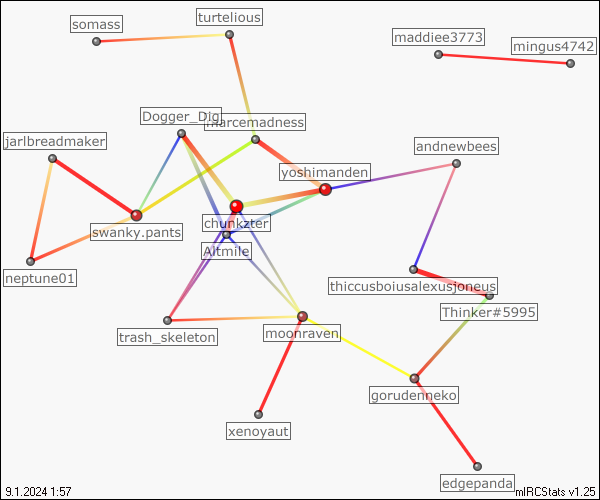 turtelious
somass
maddiee3773
mingus4742
Dogger_Dig
marcemadness
jarlbreadmaker
andnewbees
yoshimanden
chunkzter
swanky.pants
Altmile
neptune01
thiccusboiusalexusjoneus
Thinker#5995
trash_skeleton
moonraven
gorudenneko
xenoyaut
edgepanda
9.1.2024 1:57
mIRCStats v1.25